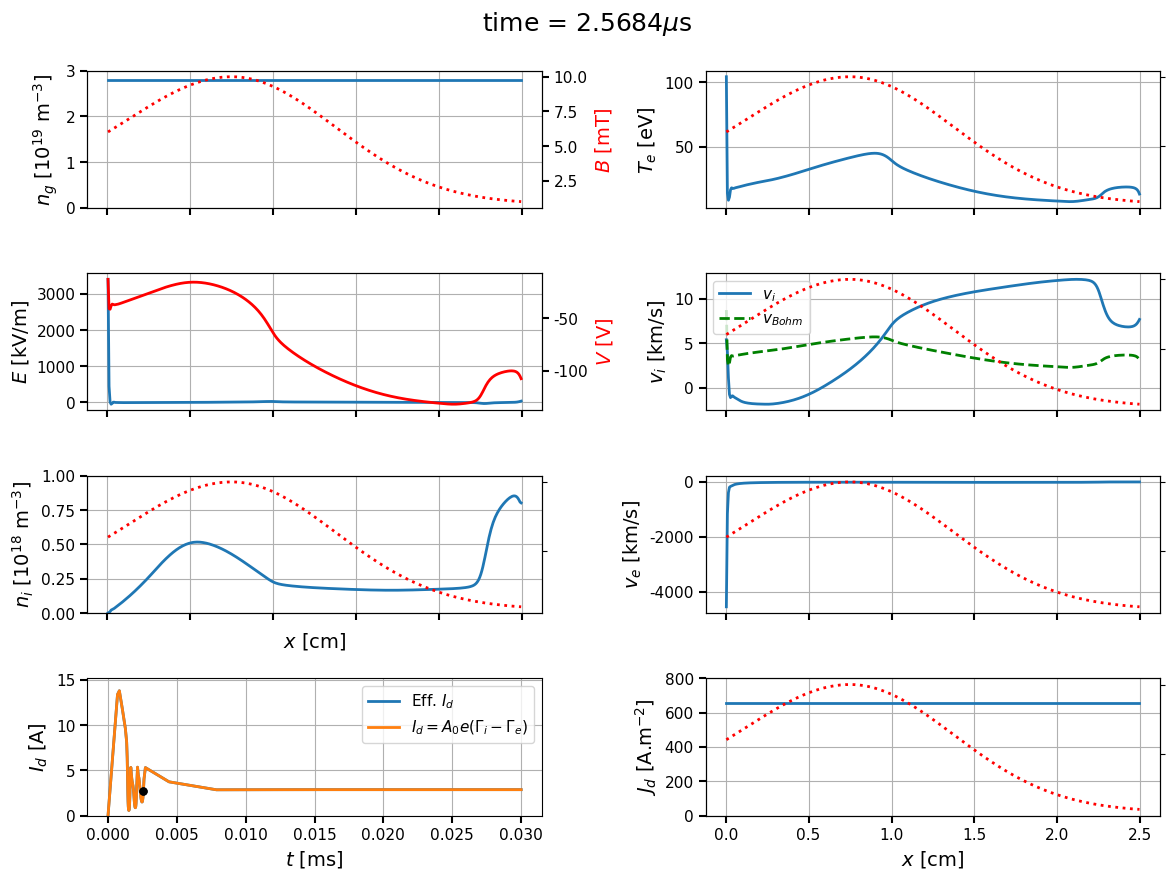 time = 2.5684μs
n_g [10^19 m^−3]
3
2
1
0
10.0
7.5
5.0
2.5
B [mT]
T_e [eV]
100
50
E [kV/m]
3000
2000
1000
0
-50
-100
V [V]
v_i [km/s]
10
5
0
v_i
v_Bohm
n_i [10^18 m^−3]
1.00
0.75
0.50
0.25
0.00
x [cm]
v_e [km/s]
0
−2000
−4000
I_d [A]
15
10
5
0
Eff. I_d
I_d = A_0e(Γ_i − Γ_e)
0.000 0.005 0.010 0.015 0.020 0.025 0.030
t [ms]
J_d [A.m^−2]
800
600
400
200
0
0.0 0.5 1.0 1.5 2.0 2.5
x [cm]